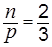 n/p = 2/3